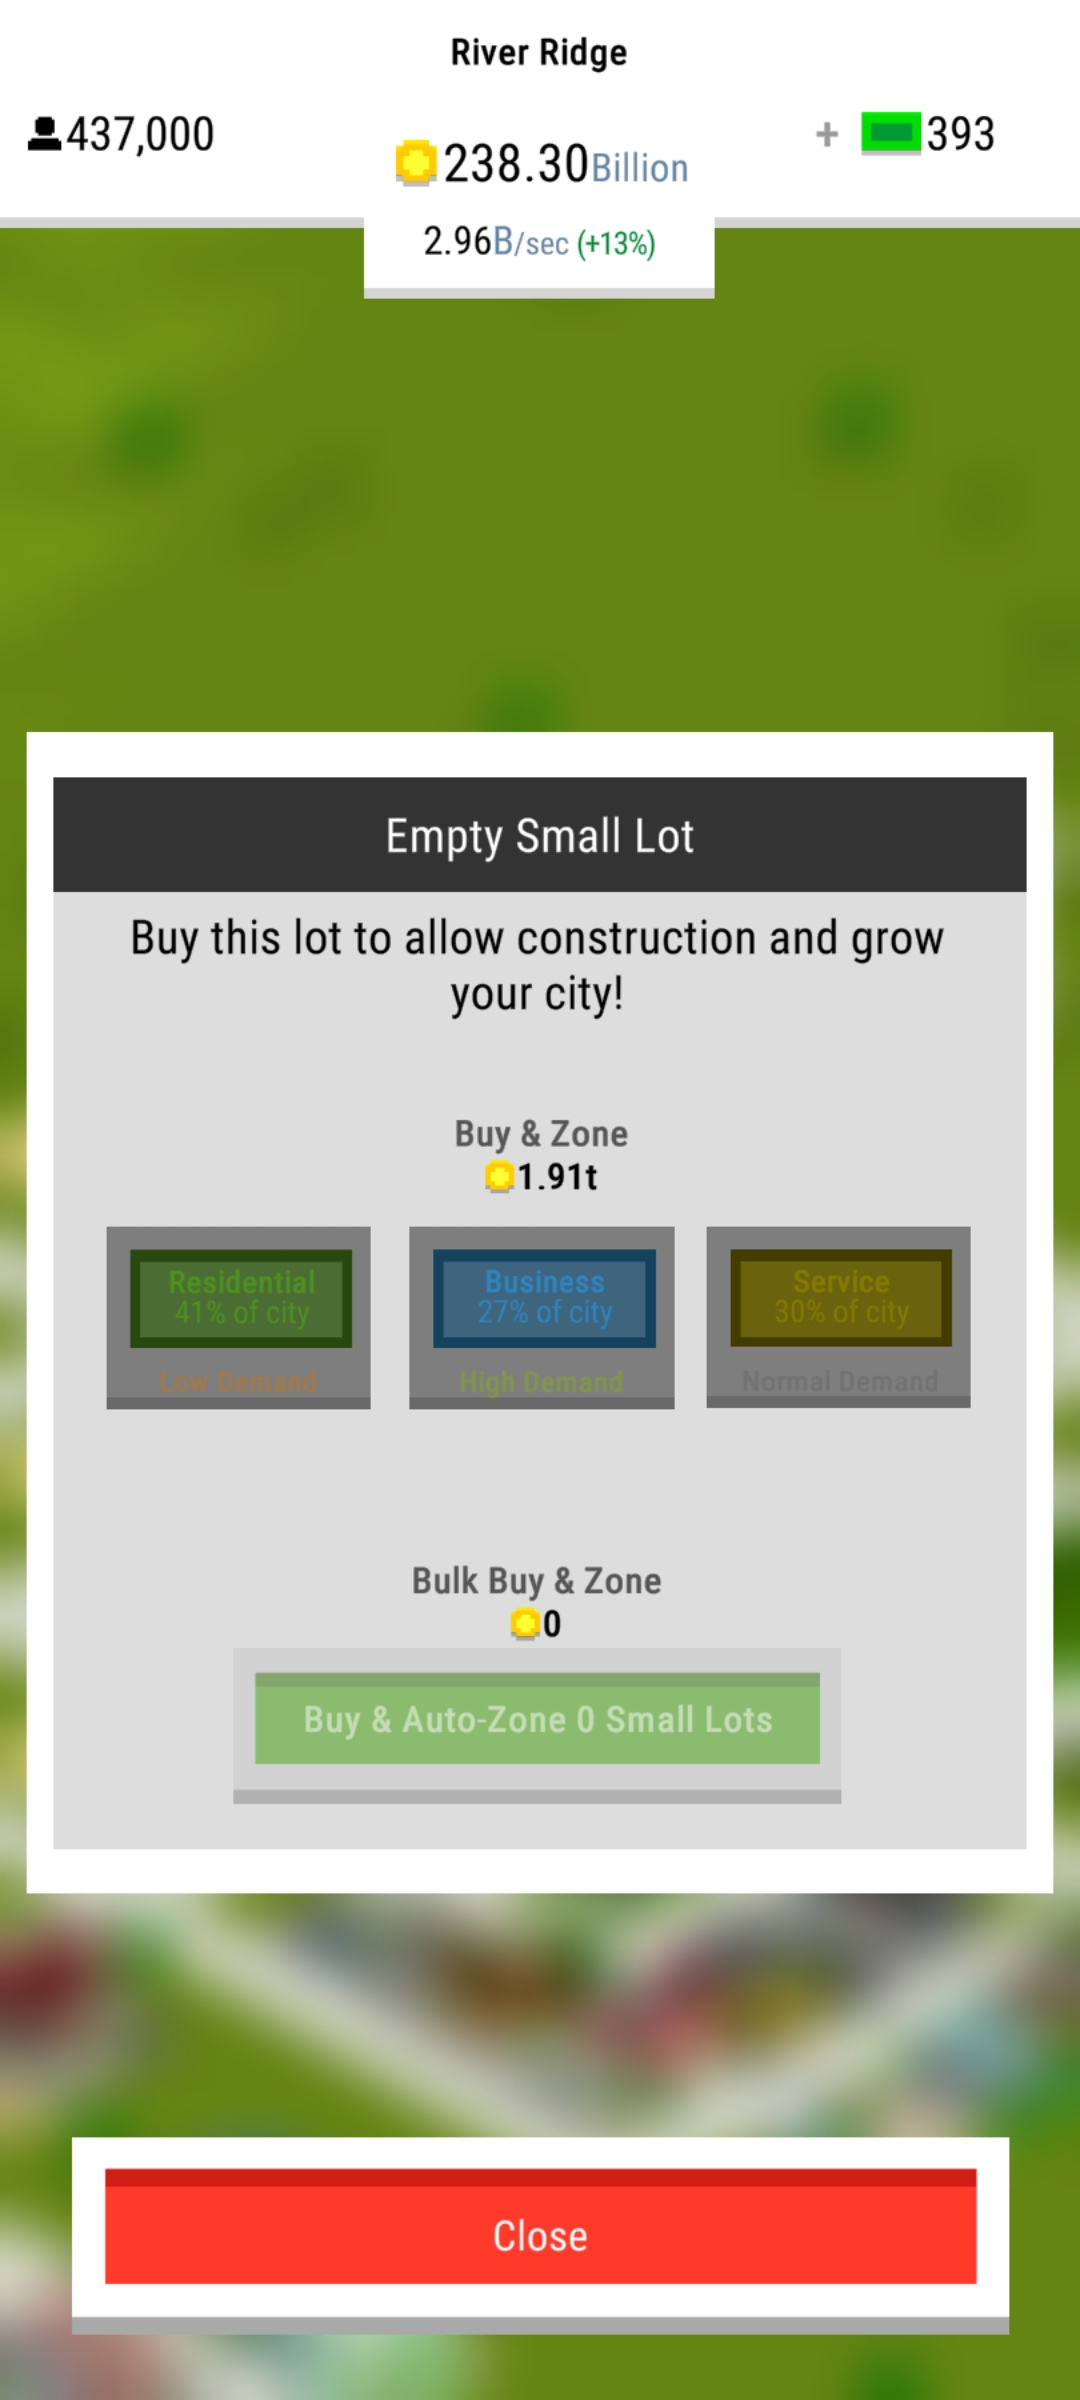 River Ridge
437,000
238.30Billion
+ 393
2.96B/sec (+13%)
Empty Small Lot
Buy this lot to allow construction and grow
your city!
Buy & Zone
1.91t
Residential
41% of city
Low Demand
Business
27% of city
High Demand
Service
30% of city
Normal Demand
Bulk Buy & Zone
0
Buy & Auto-Zone 0 Small Lots
Close